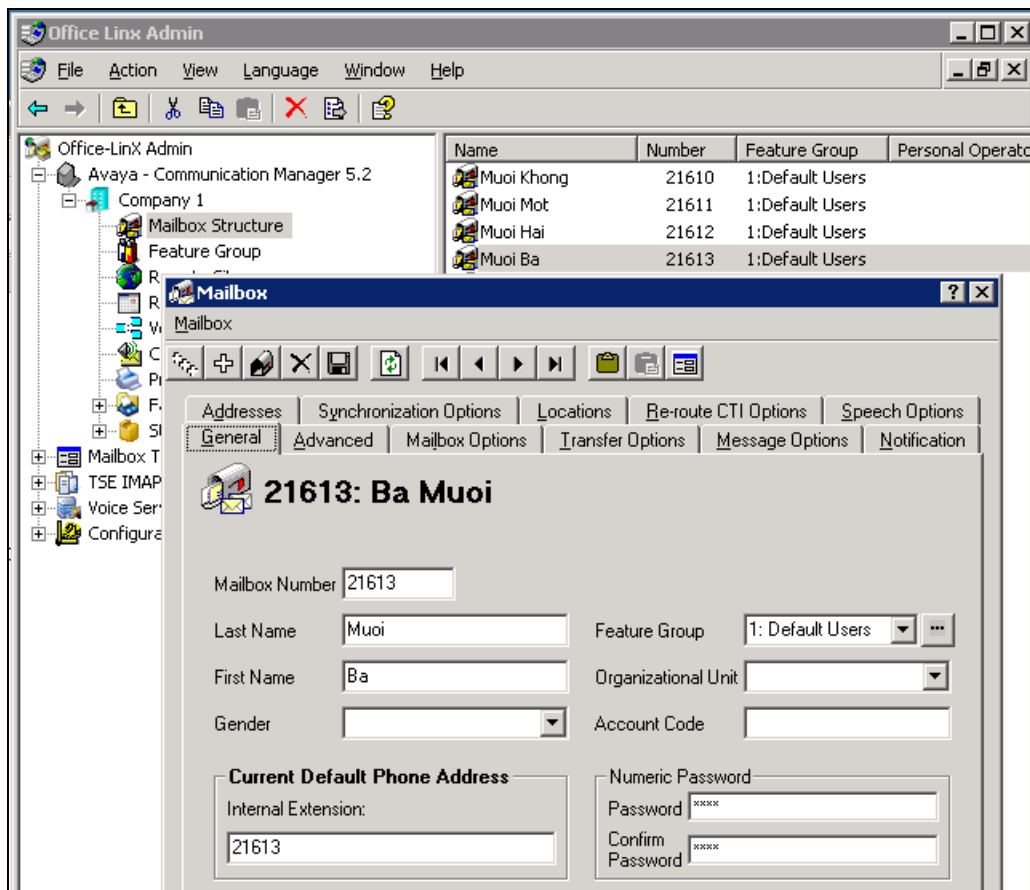 Office Linx Admin
File Action View Language Window Help
Office-LinX Admin
Avaya - Communication Manager 5.2
Company 1
Mailbox Structure
Feature Group
Name Number Feature Group Personal Operato
Muoi Khong 21610 1:Default Users
Muoi Mot 21611 1:Default Users
Muoi Hai 21612 1:Default Users
Muoi Ba 21613 1:Default Users
R
V
C
P
F
Mailbox T
TSE IMAP
Voice Ser
Configura
Mailbox
Mailbox
Addresses Synchronization Options Locations Re-route CTI Options Speech Options
General Advanced Mailbox Options Transfer Options Message Options Notification
21613: Ba Muoi
Mailbox Number 21613
Last Name Muoi Feature Group 1: Default Users
First Name Ba Organizational Unit
Gender Account Code
Current Default Phone Address
Internal Extension:
21613
Numeric Password
Password ××××
Confirm Password ××××